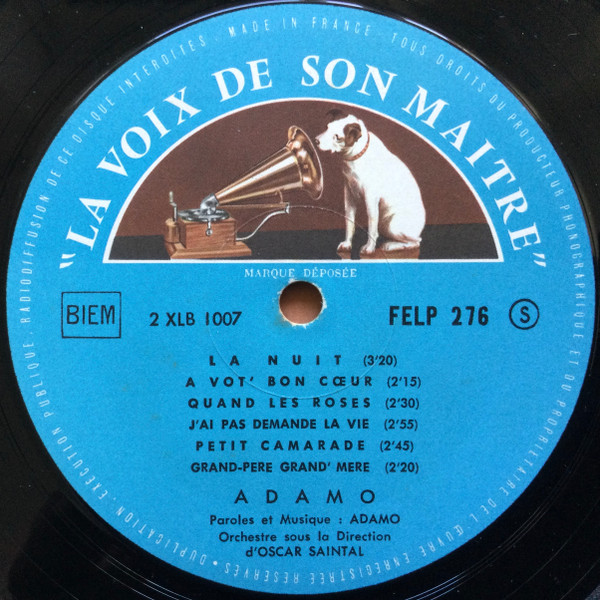 DUPLICATION. EXÉCUTION PUBLIQUE. RADIODIFFUSION DE CE DISQUE INTERDITES. MADE IN FRANCE. TOUS DROITS DU PRODUCTEUR PHONOGRAPHIQUE ET DU PROPRIETAIRE DE L'ŒUVRE ENREGISTRÉE RÉSERVÉS
"LA VOIX DE SON MAITRE"
MARQUE DÉPOSÉE
BIEM 2 XLB 1007 FELP 276 S
LA NUIT (3'20)
A VOT' BON CŒUR (2'15)
QUAND LES ROSES (2'30)
J'AI PAS DEMANDE LA VIE (2'55)
PETIT CAMARADE (2'45)
GRAND-PERE GRAND' MERE (2'20)
ADAMO
Paroles et Musique : ADAMO
Orchestre sous la Direction
d'OSCAR SAINTAL